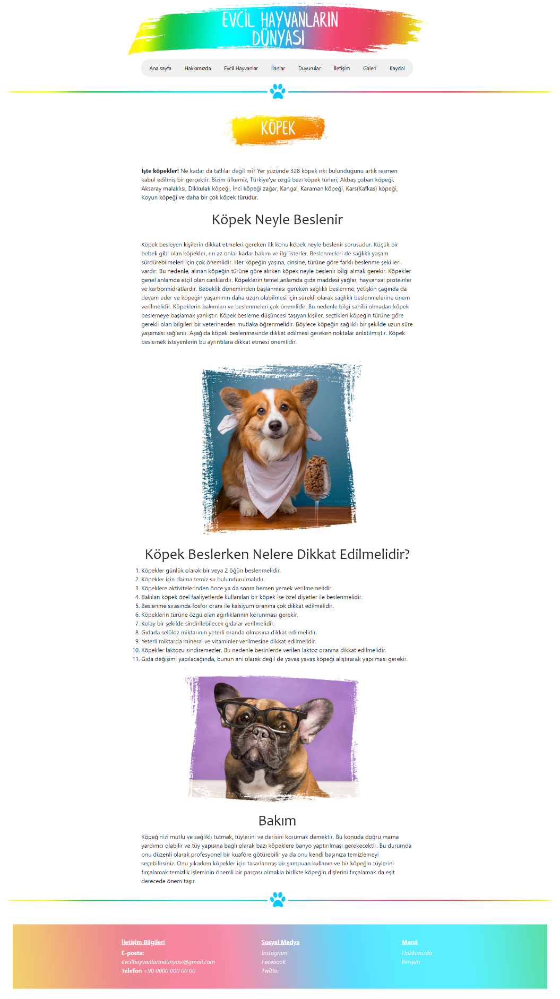 EVCİL HAYVANLARIN
DÜNYASI
Ana sayfa Hakkımızda Evcil Hayvanlar İlanlar Duyurular İletişim Galeri Kaydol
KÖPEK
İşte köpekler! Ne kadar da tatlılar değil mi? Yer yüzünde 328 köpek ırkı bulunduğunu artık resmen
kabul edilmiş bir gerçektir. Bizim ülkemiz, Türkiye'ye özgü bazı köpek türleri; Akbaş çoban köpeği,
Aksaray malaklısı, Dikkulak köpeği, İnci köpeği zağar, Kangal, Karaman köpeği, Kars(Kafkas) köpeği,
Koyun köpeği ve daha bir çok köpek türüdür.
Köpek Neyle Beslenir
Köpek besleyen kişilerin dikkat etmeleri gereken ilk konu köpek neyle beslenir sorusudur. Küçük bir
bebek gibi olan köpekler, en az onlar kadar bakım ve ilgi isterler. Beslenmeleri de sağlıklı yaşam
sürdürebilmeleri için çok önemlidir. Her köpeğin yaşına, cinsine, türüne göre farklı beslenme şekilleri
vardır. Bu nedenle, alınan köpeğin türüne göre alırken köpek neyle beslenir bilgi almak gerekir. Köpekler
genel anlamda etçil olan canlılardır. Köpeklerin temel anlamda gıda maddesi yağlar, hayvansal proteinler
ve karbonhidratlardır. Bebeklik döneminden başlanması gereken sağlıklı beslenme, yetişkin çağında da
devam eder ve köpeğin yaşamının daha uzun olabilmesi için sürekli olarak sağlıklı beslenmelerine önem
verilmelidir. Köpeklerin bakımları ve beslenmeleri çok önemlidir. Bu nedenle bilgi sahibi olmadan köpek
beslemeye başlamak yanlıştır. Köpek besleme düşüncesi taşıyan kişiler, seçtikleri köpeğin türüne göre
gerekli olan bilgileri bir veterinerden mutlaka öğrenmelidir. Böylece köpeğin sağlıklı bir şekilde uzun süre
yaşaması sağlanır. Aşağıda köpek beslenmesinde dikkat edilmesi gereken noktalar anlatılmıştır. Köpek
beslemek isteyenlerin bu ayrıntılara dikkat etmesi önemlidir.
Köpek Beslerken Nelere Dikkat Edilmelidir?
1. Köpekler günlük olarak bir veya 2 öğün beslenmelidir.
2. Köpekler için daima temiz su bulundurulmalıdır.
3. Köpeklere aktivitelerinden önce ya da sonra hemen yemek verilmemelidir.
4. Bakılan köpek özel faaliyetlerde kullanılan bir köpek ise özel diyetler ile beslenmelidir.
5. Beslenme sırasında fosfor oranı ile kalsiyum oranına çok dikkat edilmelidir.
6. Köpeklerin türüne özgü olan ağırlıklarının korunması gerekir.
7. Kolay bir şekilde sindirilebilecek gıdalar verilmelidir.
8. Gıdada selüloz miktarının yeterli oranda olmasına dikkat edilmelidir.
9. Yeterli miktarda mineral ve vitaminler verilmesine dikkat edilmelidir.
10. Köpekler laktozu sindiremezler. Bu nedenle besinlerde verilen laktoz oranına dikkat edilmelidir.
11. Gıda değişimi yapılacağında, bunun ani olarak değil de yavaş yavaş köpeği alıştırarak yapılması gerekir.
Bakım
Köpeğinizi mutlu ve sağlıklı tutmak, tüylerini ve derisini korumak demektir. Bu konuda doğru mama
yardımcı olabilir ve tüy yapısına bağlı olarak bazı köpeklere banyo yaptırılması gerekecektir. Bu durumda
onu düzenli olarak profesyonel bir kuaföre götürebilir ya da onu kendi başınıza temizlemeyi
seçebilirsiniz. Onu yıkarken köpekler için tasarlanmış bir şampuan kullanın ve bir köpeğin tüylerini
fırçalamak temizlik işleminin önemli bir parçası olmakla birlikte köpeğin dişlerini fırçalamak da eşit
derecede önem taşır.
İletişim Bilgileri Sosyal Medya Menü
E-posta: İnstagram Hakkımızda
evcilhayvanlarındünyasi@gmail.com Facebook İletişim
Telefon +90 0000 000 00 00 Twitter